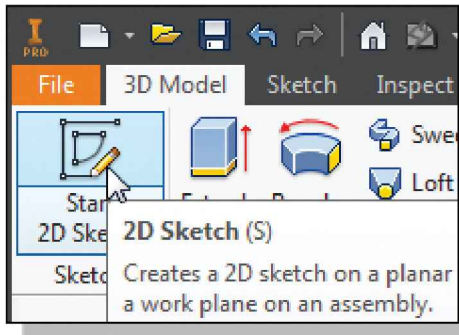 I
PRO
File 3D Model Sketch Inspect
Swee
Loft
Star
2D Ske
Sketc
2D Sketch (S)
Creates a 2D sketch on a planar
a work plane on an assembly.